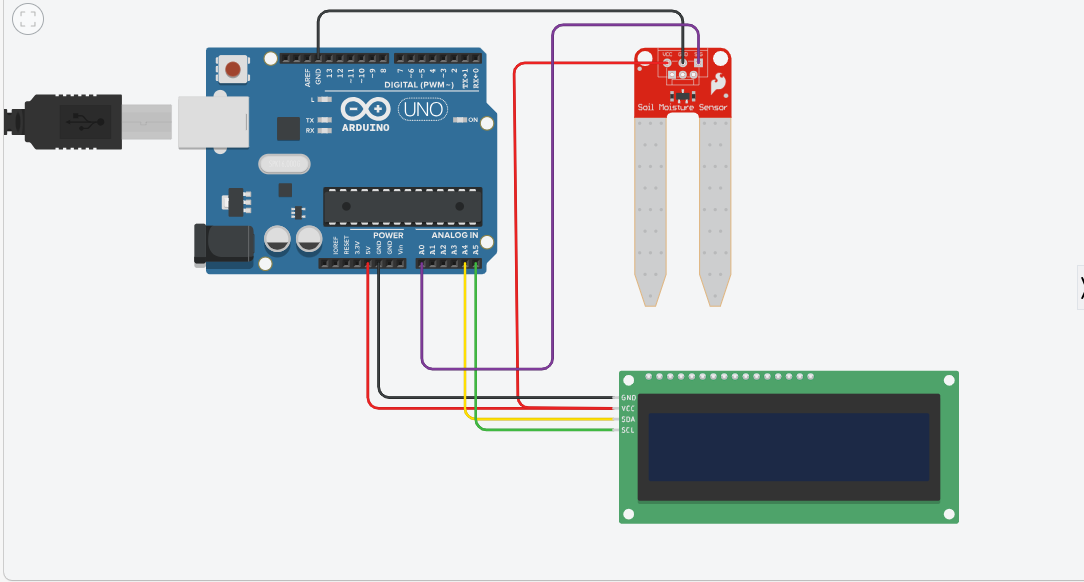 VCC GND SIG
Soil Moisture Sensor
AREF
GND
13
12
~11
~10
~9
8
7
~6
~5
4
~3
2
TX→1
RX←0
DIGITAL (PWM~)
L
TX
RX
ARDUINO
UNO
ON
POWER
ANALOG IN
IOREF
RESET
3.3V
5V
GND
GND
Vin
A0
A1
A2
A3
A4
A5
GND
VCC
SDA
SCL